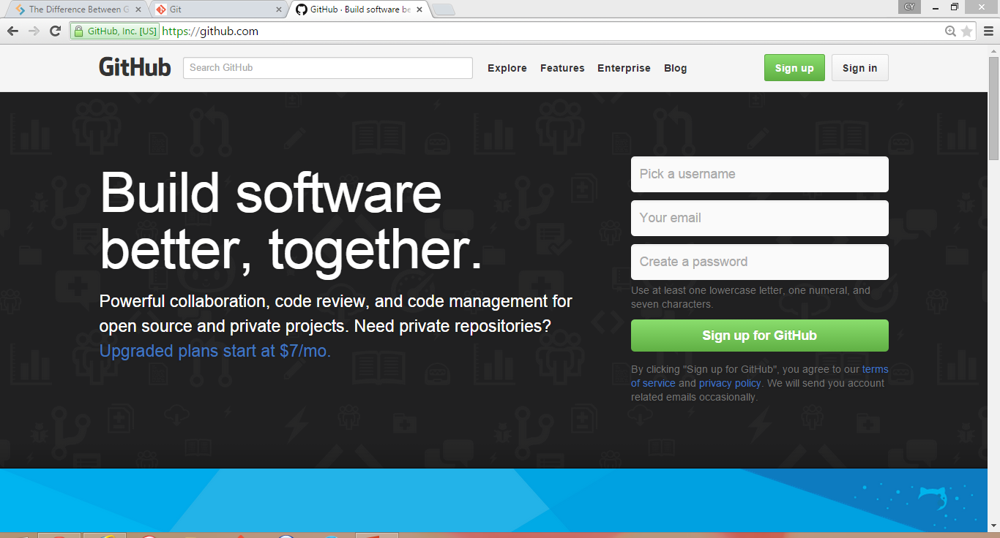 The Difference Between G
Git
GitHub · Build software be
CY
GitHub, Inc. [US]
https://github.com
GitHub
Search GitHub
Explore
Features
Enterprise
Blog
Sign up
Sign in
Build software
better, together.
Powerful collaboration, code review, and code management for
open source and private projects. Need private repositories?
Upgraded plans start at $7/mo.
Pick a username
Your email
Create a password
Use at least one lowercase letter, one numeral, and
seven characters.
Sign up for GitHub
By clicking "Sign up for GitHub", you agree to our terms
of service and privacy policy. We will send you account
related emails occasionally.